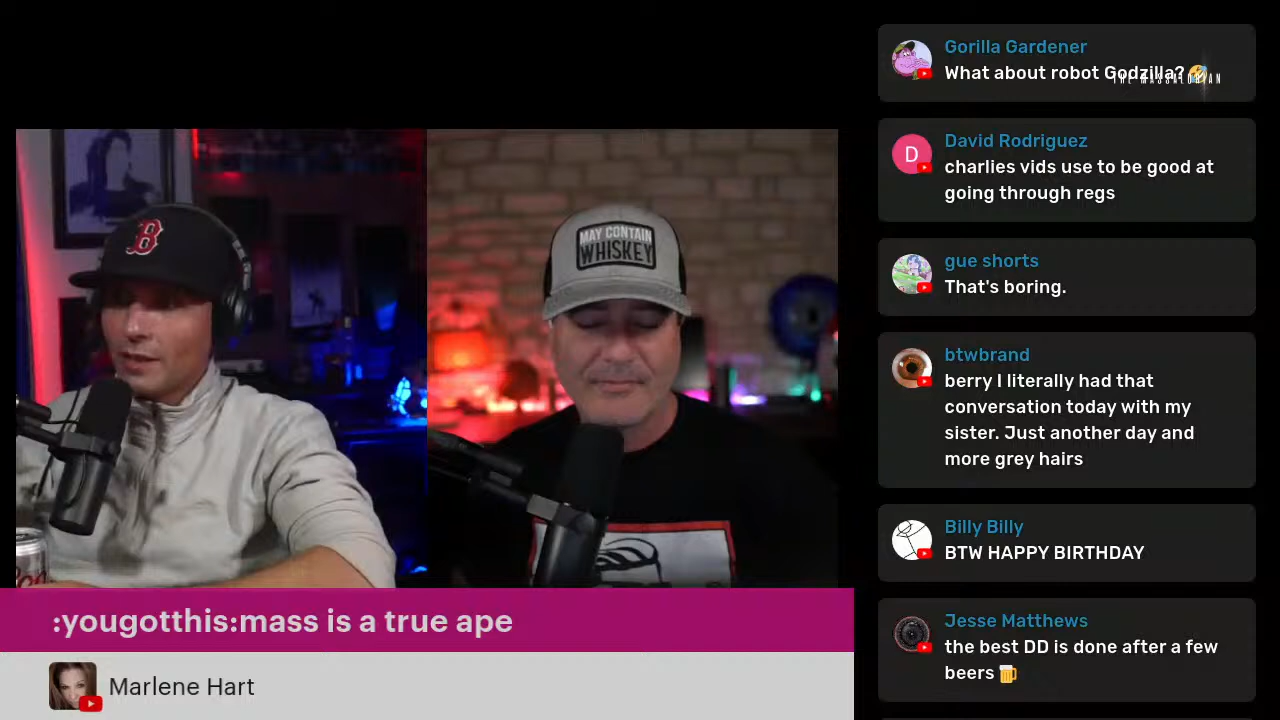 Gorilla Gardener
What about robot Godzilla?🤣
THE MASSNERDIAN
David Rodriguez
D
charlies vids use to be good at
going through regs
gue shorts
That's boring.
btwbrand
berry I literally had that
conversation today with my
sister. Just another day and
more grey hairs
Billy Billy
BTW HAPPY BIRTHDAY
Jesse Matthews
the best DD is done after a few
beers🍺
B
MAY CONTAIN
WHISKEY
:yougotthis:mass is a true ape
Marlene Hart